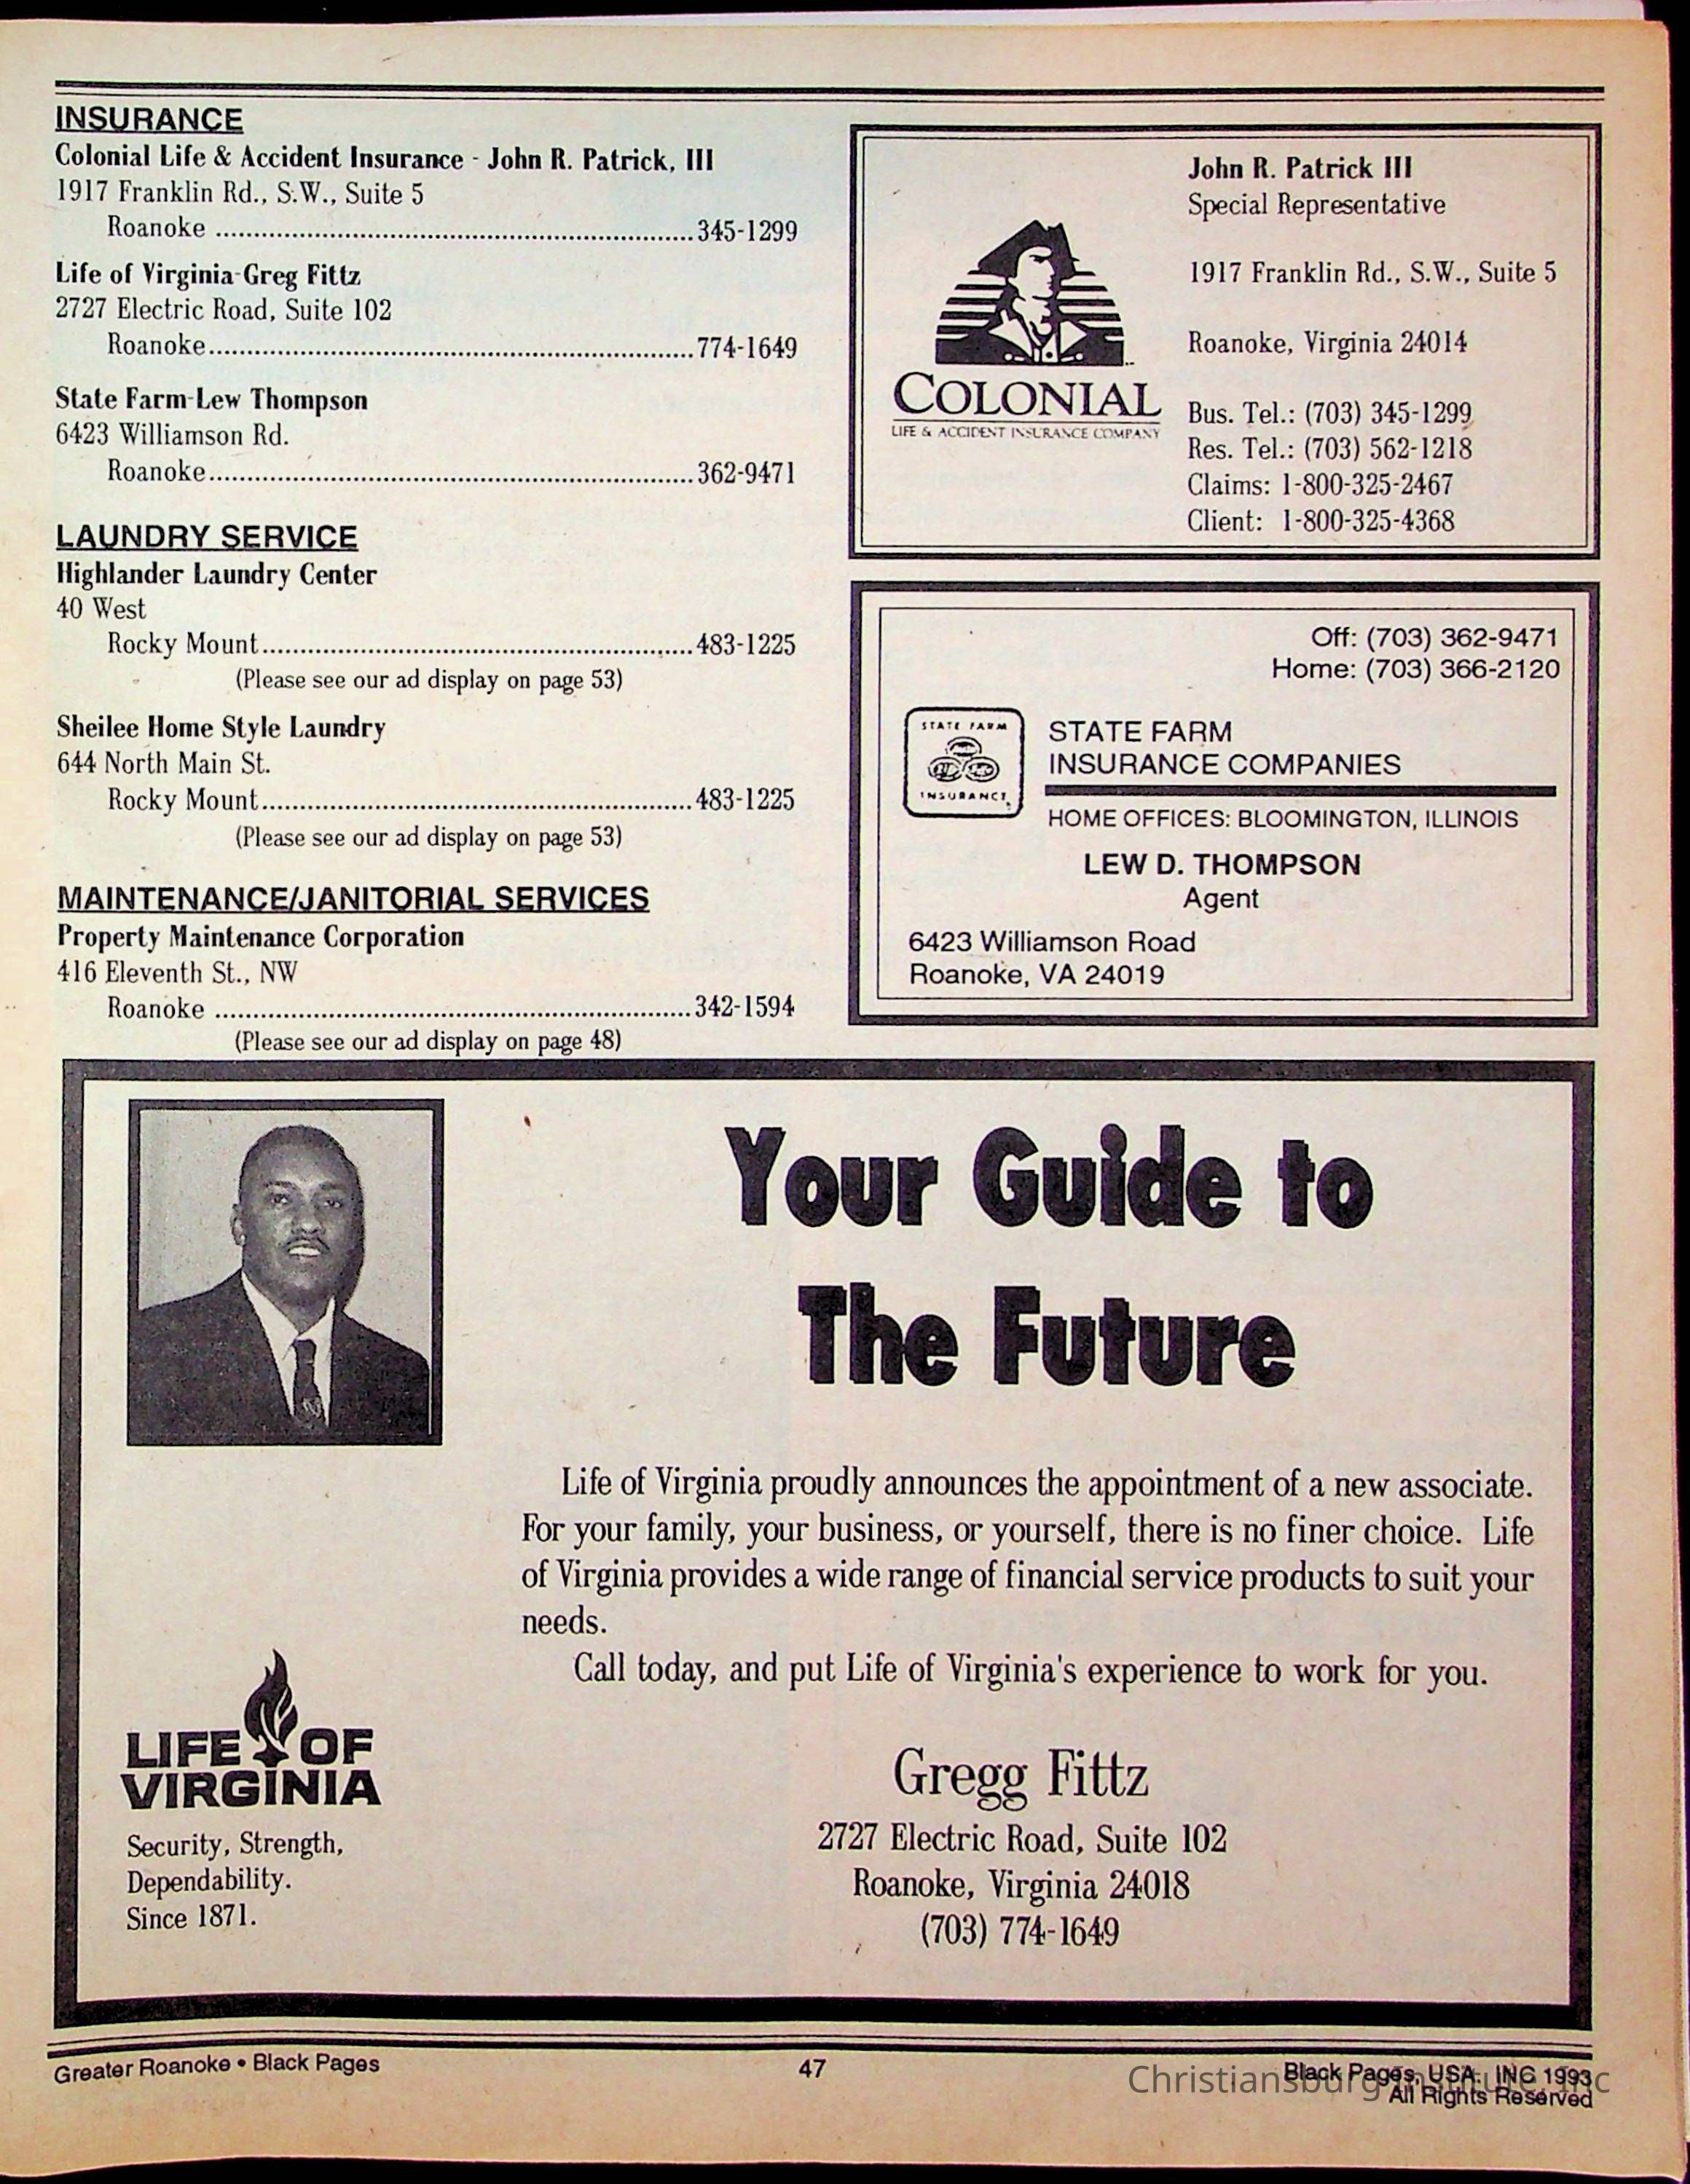 INSURANCE
Colonial Life & Accident Insurance - John R. Patrick, III
1917 Franklin Rd., S.W., Suite 5
Roanoke ................................................................ 345-1299
Life of Virginia-Greg Fittz
2727 Electric Road, Suite 102
Roanoke................................................................. 774-1649
State Farm-Lew Thompson
6423 Williamson Rd.
Roanoke................................................................. 362-9471
LAUNDRY SERVICE
Highlander Laundry Center
40 West
Rocky Mount.......................................................... 483-1225
(Please see our ad display on page 53)
Sheilee Home Style Laundry
644 North Main St.
Rocky Mount.......................................................... 483-1225
(Please see our ad display on page 53)
MAINTENANCE/JANITORIAL SERVICES
Property Maintenance Corporation
416 Eleventh St., NW
Roanoke ................................................................ 342-1594
(Please see our ad display on page 48)
COLONIAL
LIFE & ACCIDENT INSURANCE COMPANY
John R. Patrick III
Special Representative
1917 Franklin Rd., S.W., Suite 5
Roanoke, Virginia 24014
Bus. Tel.: (703) 345-1299
Res. Tel.: (703) 562-1218
Claims: 1-800-325-2467
Client: 1-800-325-4368
Off: (703) 362-9471
Home: (703) 366-2120
STATE FARM
INSURANCE
STATE FARM
INSURANCE COMPANIES
HOME OFFICES: BLOOMINGTON, ILLINOIS
LEW D. THOMPSON
Agent
6423 Williamson Road
Roanoke, VA 24019
Your Guide to
The Future
Life of Virginia proudly announces the appointment of a new associate.
For your family, your business, or yourself, there is no finer choice. Life
of Virginia provides a wide range of financial service products to suit your
needs.
Call today, and put Life of Virginia's experience to work for you.
LIFE OF
VIRGINIA
Security, Strength,
Dependability.
Since 1871.
Gregg Fittz
2727 Electric Road, Suite 102
Roanoke, Virginia 24018
(703) 774-1649
Greater Roanoke • Black Pages
47
Black Pages, USA, INC 1993
All Rights Reserved
Christiansburg Institute, Inc